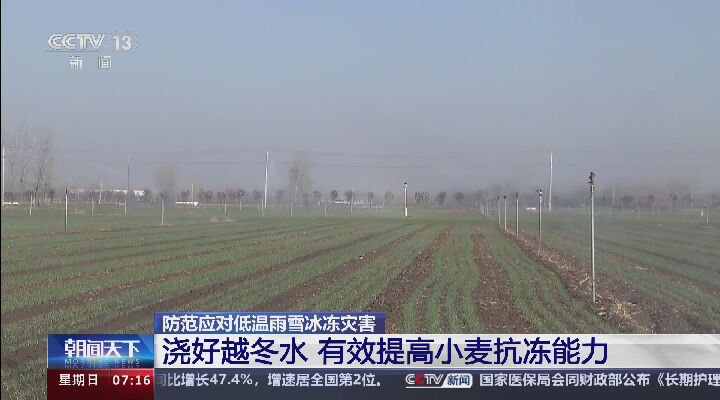 CCTV 13
新闻
防范应对低温雨雪冰冻灾害
朝闻天下
浇好越冬水 有效提高小麦抗冻能力
星期日 07:16
同比增长47.4%，增速居全国第2位。 CCTV 新闻 国家医保局会同财政部公布《长期护理